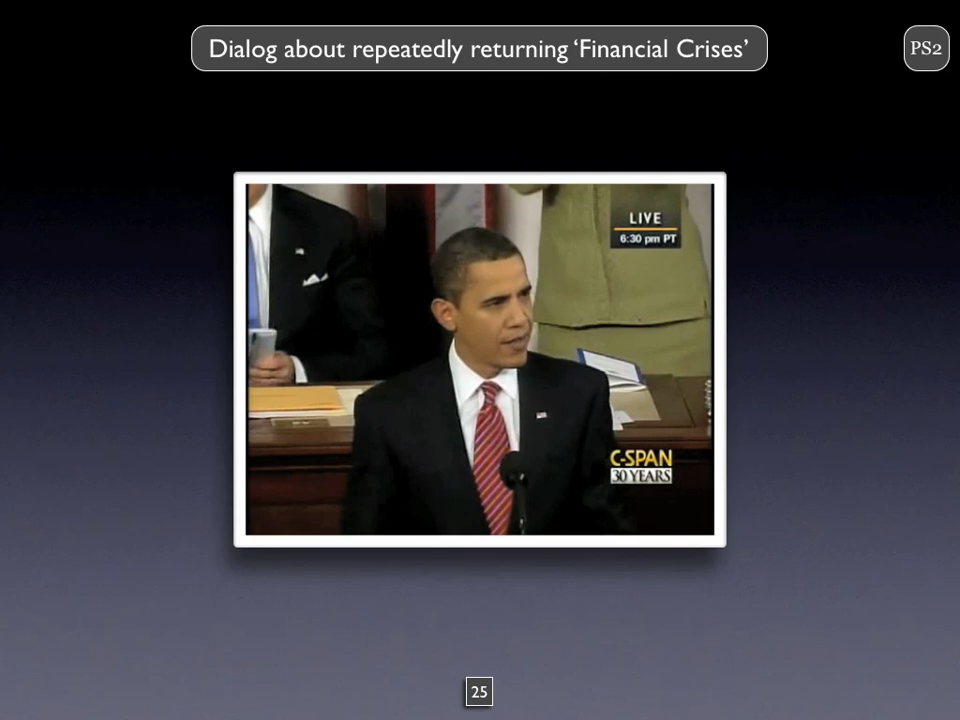 Dialog about repeatedly returning ‘Financial Crises’
PS2
LIVE
6:30 pm PT
C-SPAN
30 YEARS
25